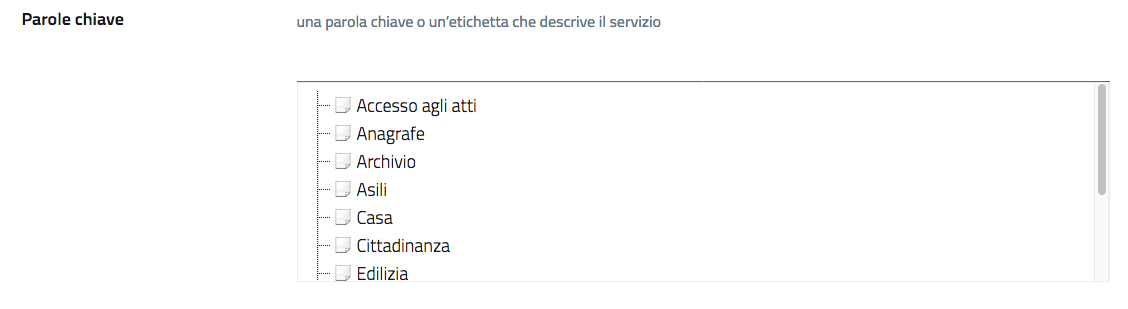 Parole chiave
una parola chiave o un'etichetta che descrive il servizio
Accesso agli atti
Anagrafe
Archivio
Asili
Casa
Cittadinanza
Edilizia